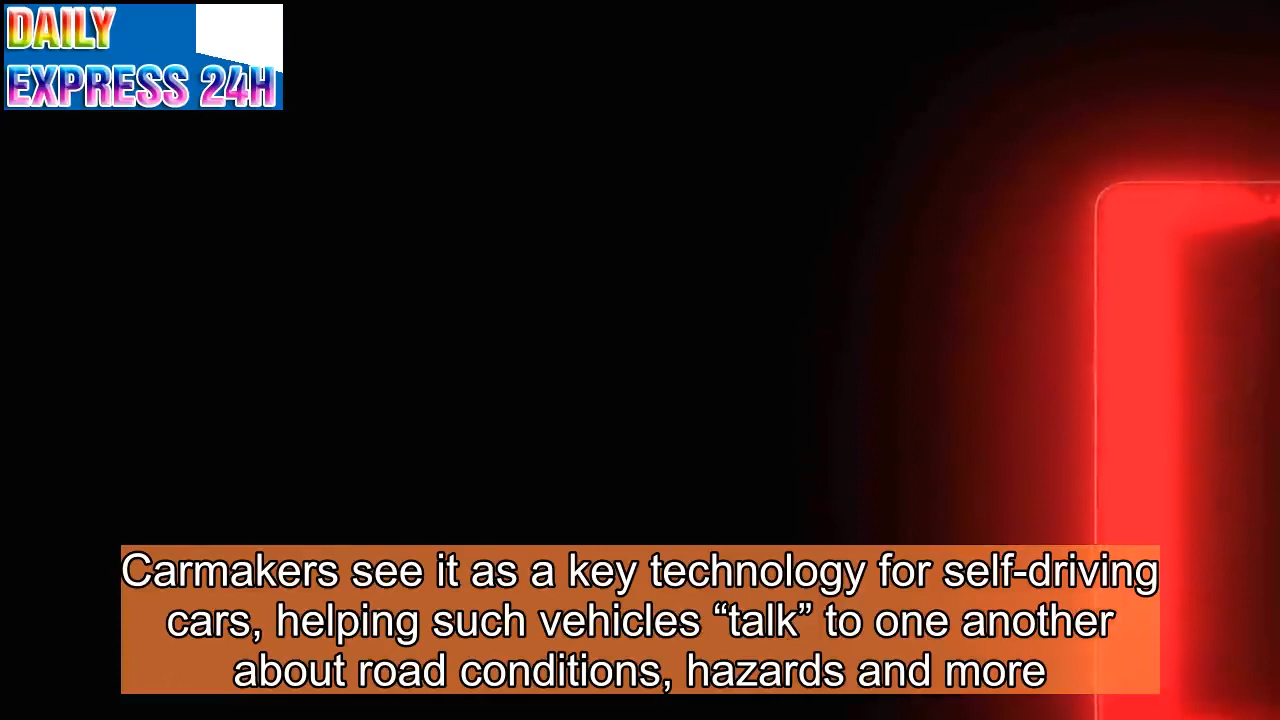 DAILY
EXPRESS 24H
Carmakers see it as a key technology for self-driving
cars, helping such vehicles “talk” to one another
about road conditions, hazards and more